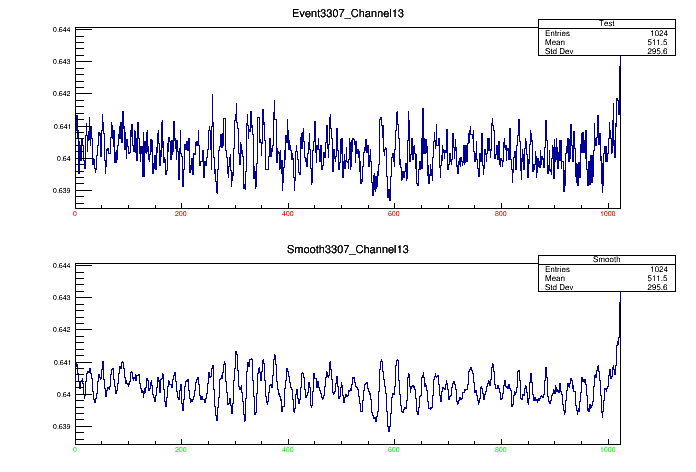 Event3307_Channel13
Test
Entries 1024
Mean 511.5
Std Dev 295.6
0.644
0.643
0.642
0.641
0.64
0.639
0 200 400 600 800 1000
Smooth3307_Channel13
Smooth
Entries 1024
Mean 511.5
Std Dev 295.6
0.644
0.643
0.642
0.641
0.64
0.639
0 200 400 600 800 1000